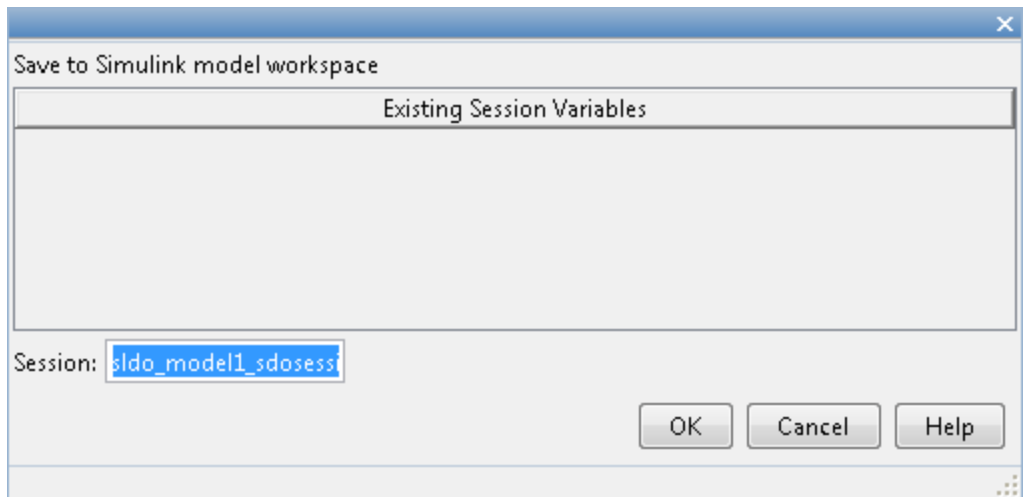 Save to Simulink model workspace
Existing Session Variables
Session: sldo_model1_sdosessi
OK Cancel Help